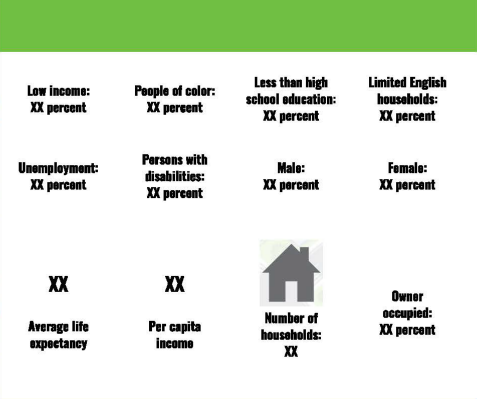 Low income:
XX percent
People of color:
XX percent
Less than high
school education:
XX percent
Limited English
households:
XX percent
Unemployment:
XX percent
Persons with
disabilities:
XX percent
Male:
XX percent
Female:
XX percent
XX
Average life
expectancy
XX
Per capita
income
Number of
households:
XX
Owner
occupied:
XX percent